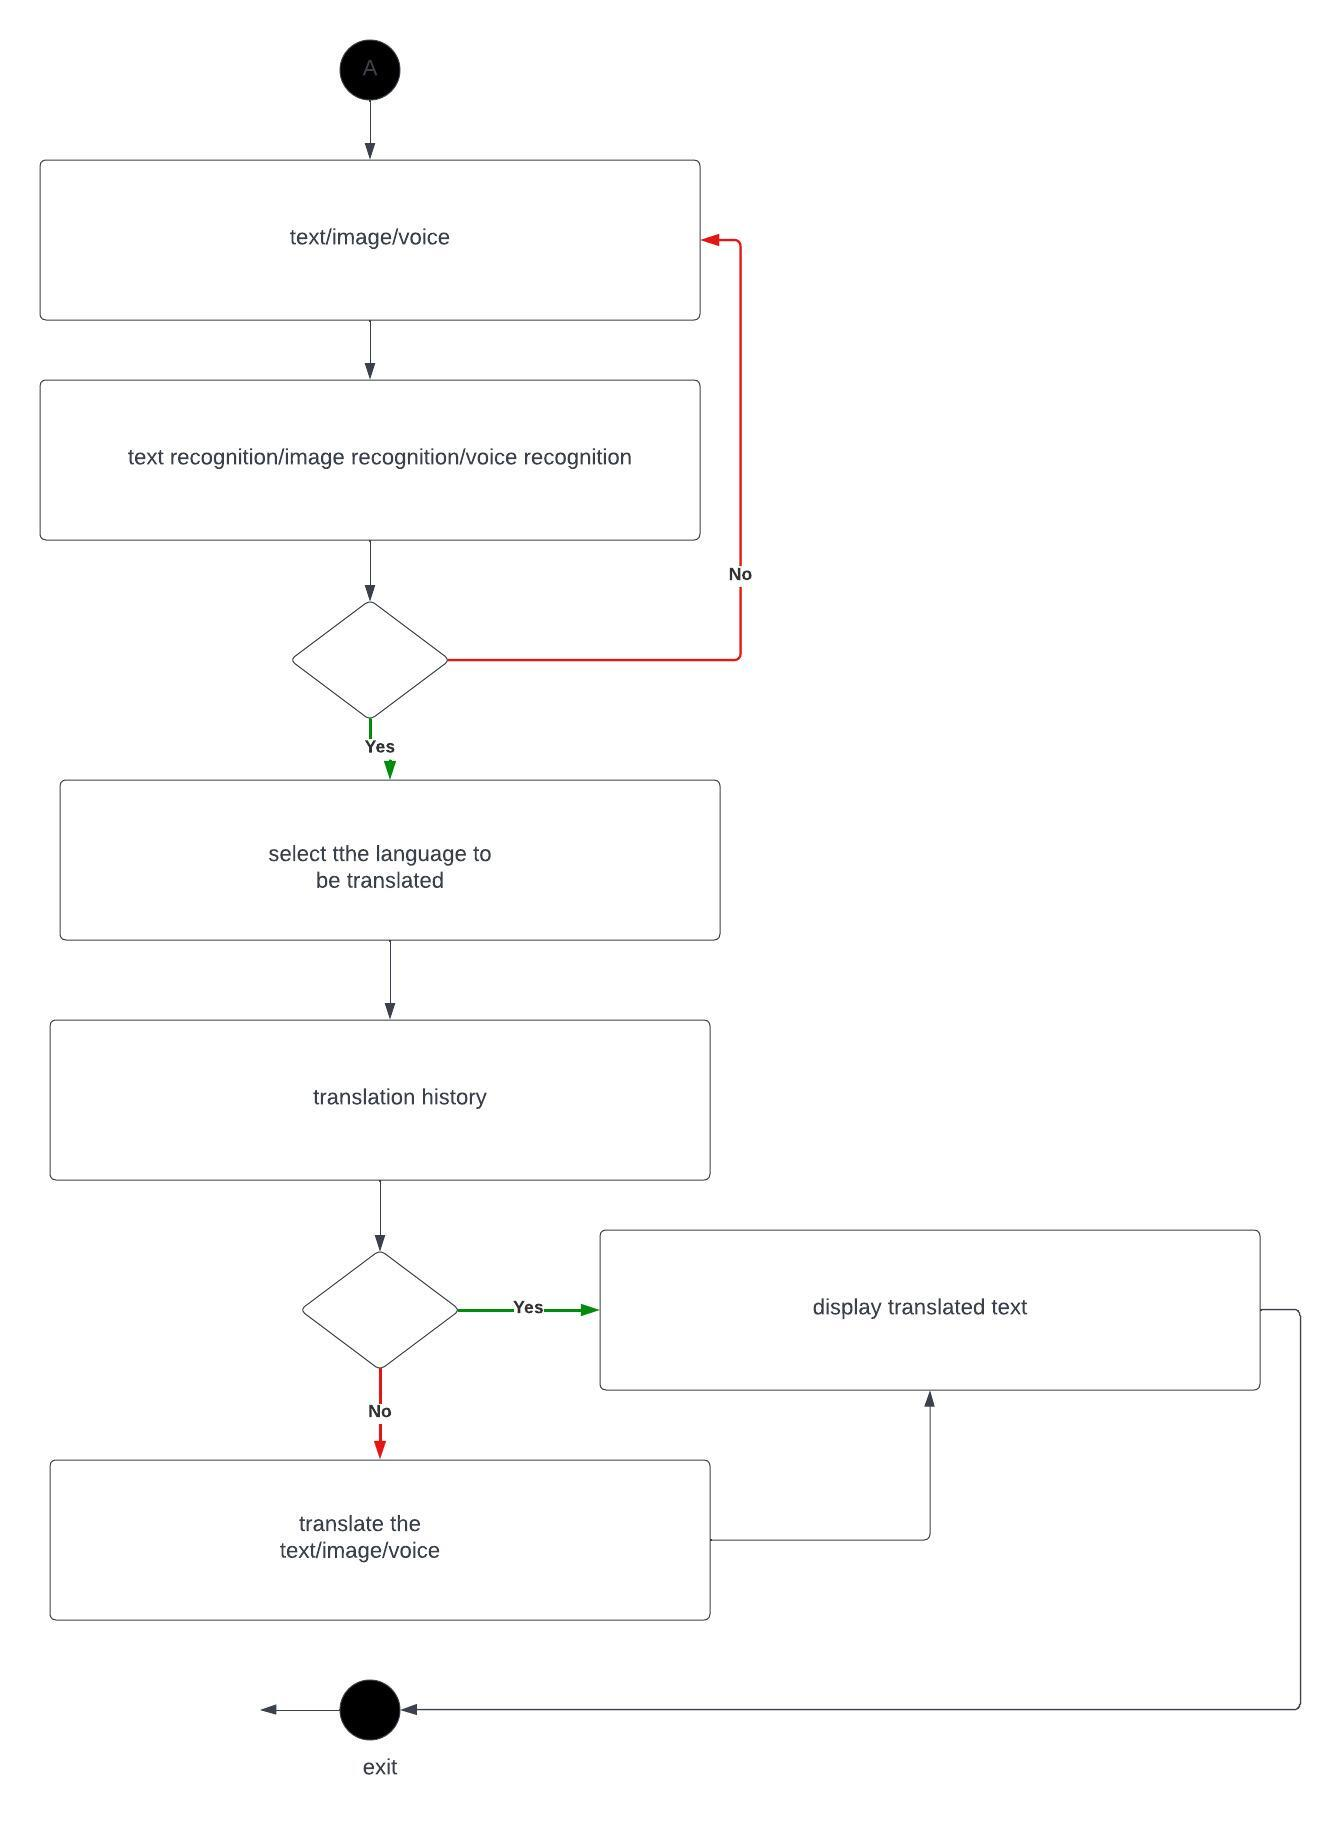 A
text/image/voice
text recognition/image recognition/voice recognition
No
Yes
select tthe language to
be translated
translation history
Yes
display translated text
No
translate the
text/image/voice
exit